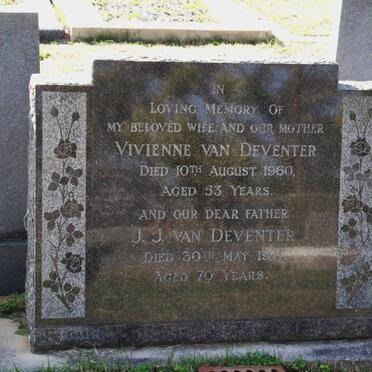 IN
LOVING MEMORY OF
MY BELOVED WIFE AND OUR MOTHER
VIVIENNE VAN DEVENTER
DIED 10TH AUGUST 1960,
AGED 53 YEARS.
AND OUR DEAR FATHER
J. J. VAN DEVENTER
DIED 30TH MAY
AGED 70 YEARS.